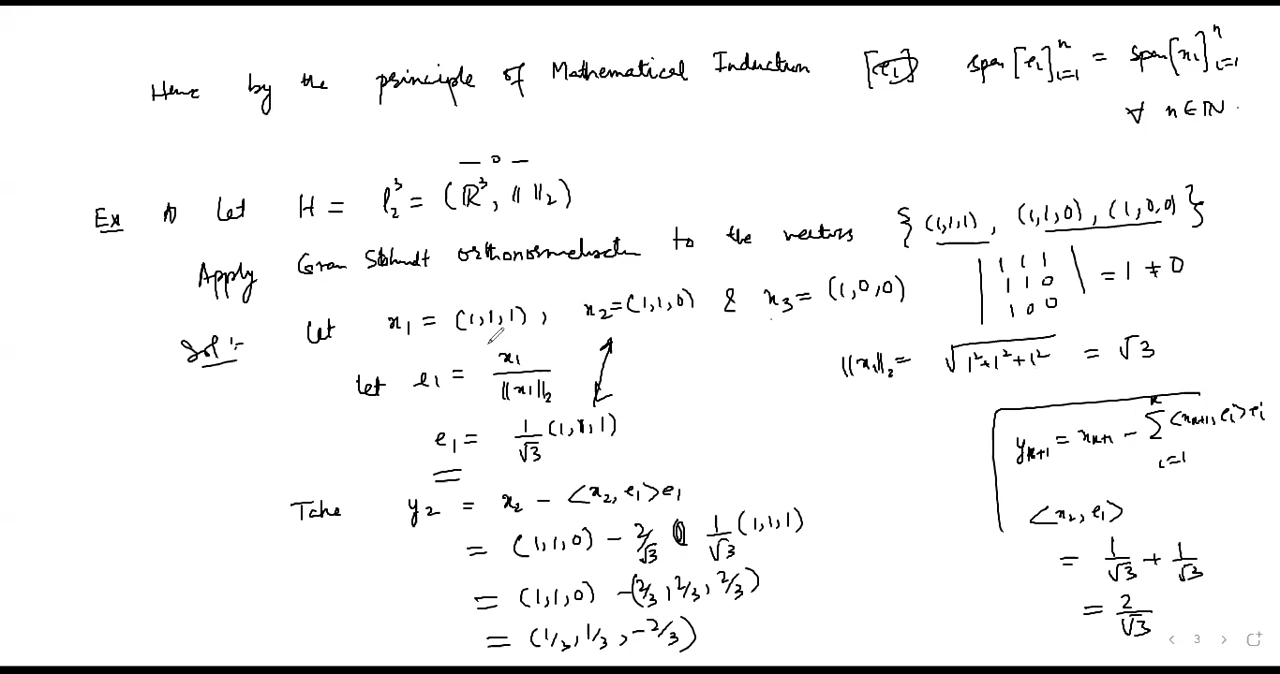 Hence by the principle of Mathematical Induction span[e_i]_{i=1}^n = span[x_i]_{i=1}^n
∀ n ∈ ℕ.
— 0 —
Ex 1) Let H = l_2^3 = (ℝ^3, || ||_2)
Apply Gram Schmidt orthonormalisation to the vectors {(1,1,1), (1,1,0), (1,0,0)}
|1 1 1|
|1 1 0| = 1 ≠ 0
|1 0 0|
Sol:- Let x_1 = (1,1,1), x_2 = (1,1,0) & x_3 = (1,0,0)
Let e_1 = x_1 / ||x_1||_2
||x_1||_2 = √(1²+1²+1²) = √3
e_1 = 1/√3 (1,1,1)
y_{k+1} = x_{k+1} - Σ_{i=1}^k <x_{k+1}, e_i> e_i
Take y_2 = x_2 - <x_2, e_1> e_1
= (1,1,0) - 2/√3 1/√3 (1,1,1)
= (1,1,0) - (2/3, 2/3, 2/3)
= (1/3, 1/3, -2/3)
<x_2, e_1>
= 1/√3 + 1/√3
= 2/√3
< 3 >